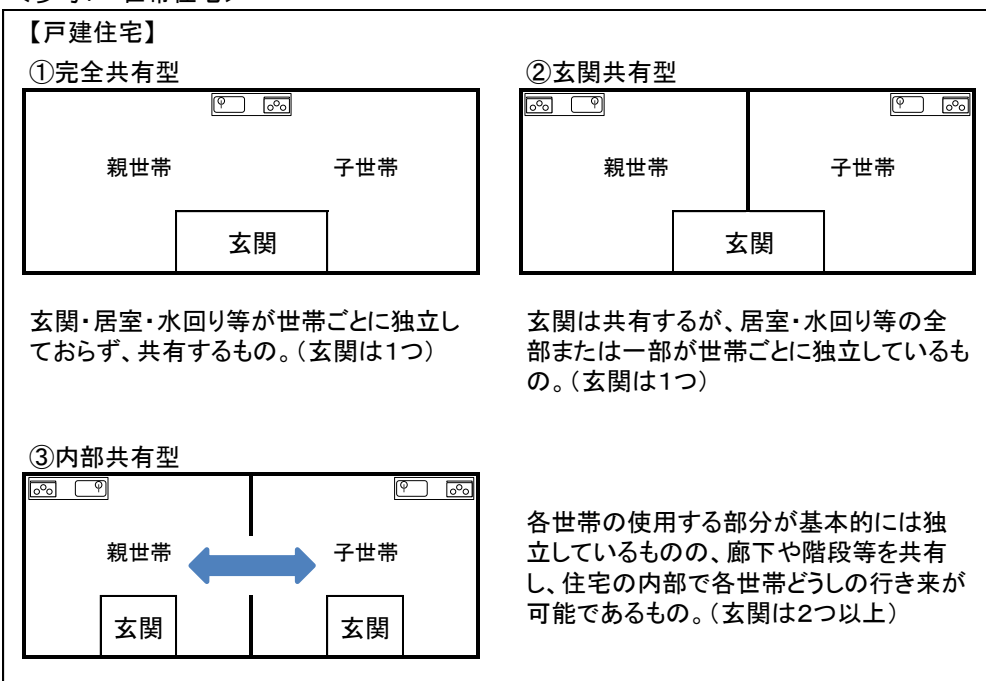 【戸建住宅】
①完全共有型
親世帯
子世帯
玄関
玄関・居室・水回り等が世帯ごとに独立し
ておらず、共有するもの。（玄関は１つ）
②玄関共有型
親世帯
子世帯
玄関
玄関は共有するが、居室・水回り等の全
部または一部が世帯ごとに独立しているも
の。（玄関は１つ）
③内部共有型
親世帯
子世帯
玄関
玄関
各世帯の使用する部分が基本的には独
立しているものの、廊下や階段等を共有
し、住宅の内部で各世帯どうしの行き来が
可能であるもの。（玄関は２つ以上）